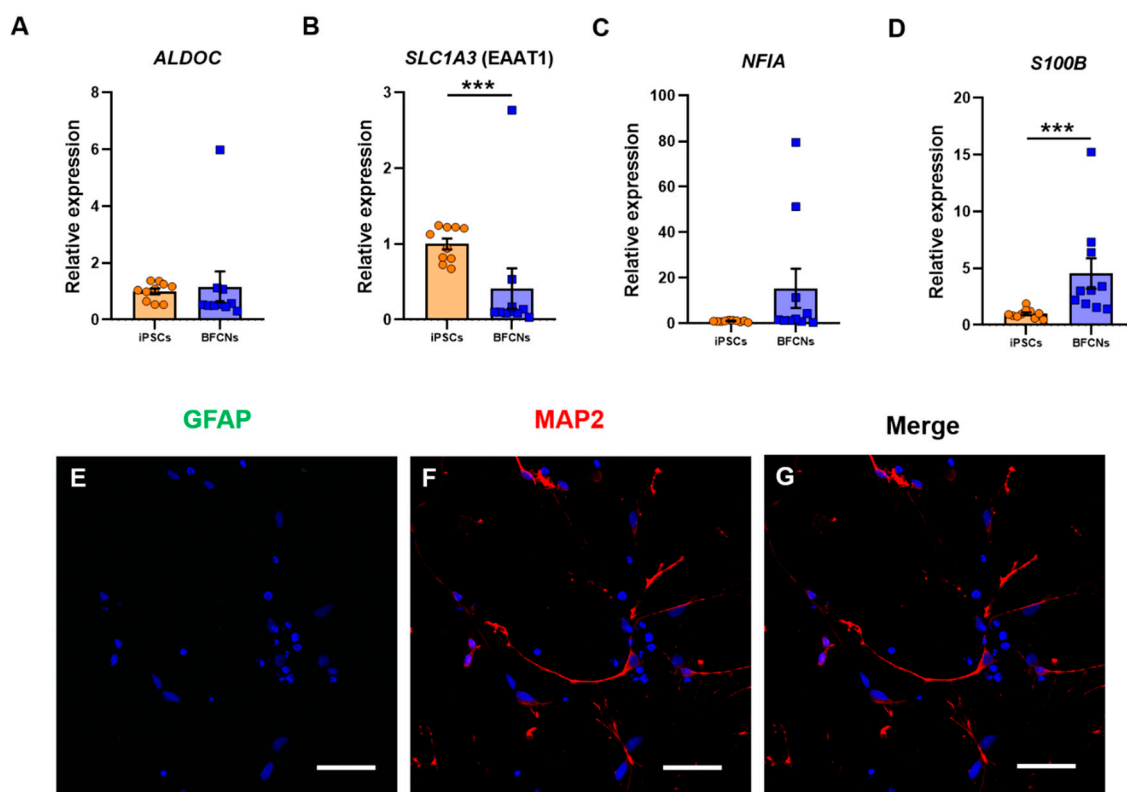 A
ALDOC
Relative expression
8
6
4
2
0
iPSCs
BFCNs
B
SLC1A3 (EAAT1)
***
Relative expression
3
2
1
0
iPSCs
BFCNs
C
NFIA
Relative expression
100
80
60
40
20
0
iPSCs
BFCNs
D
S100B
***
Relative expression
20
15
10
5
0
iPSCs
BFCNs
GFAP
MAP2
Merge
E
F
G